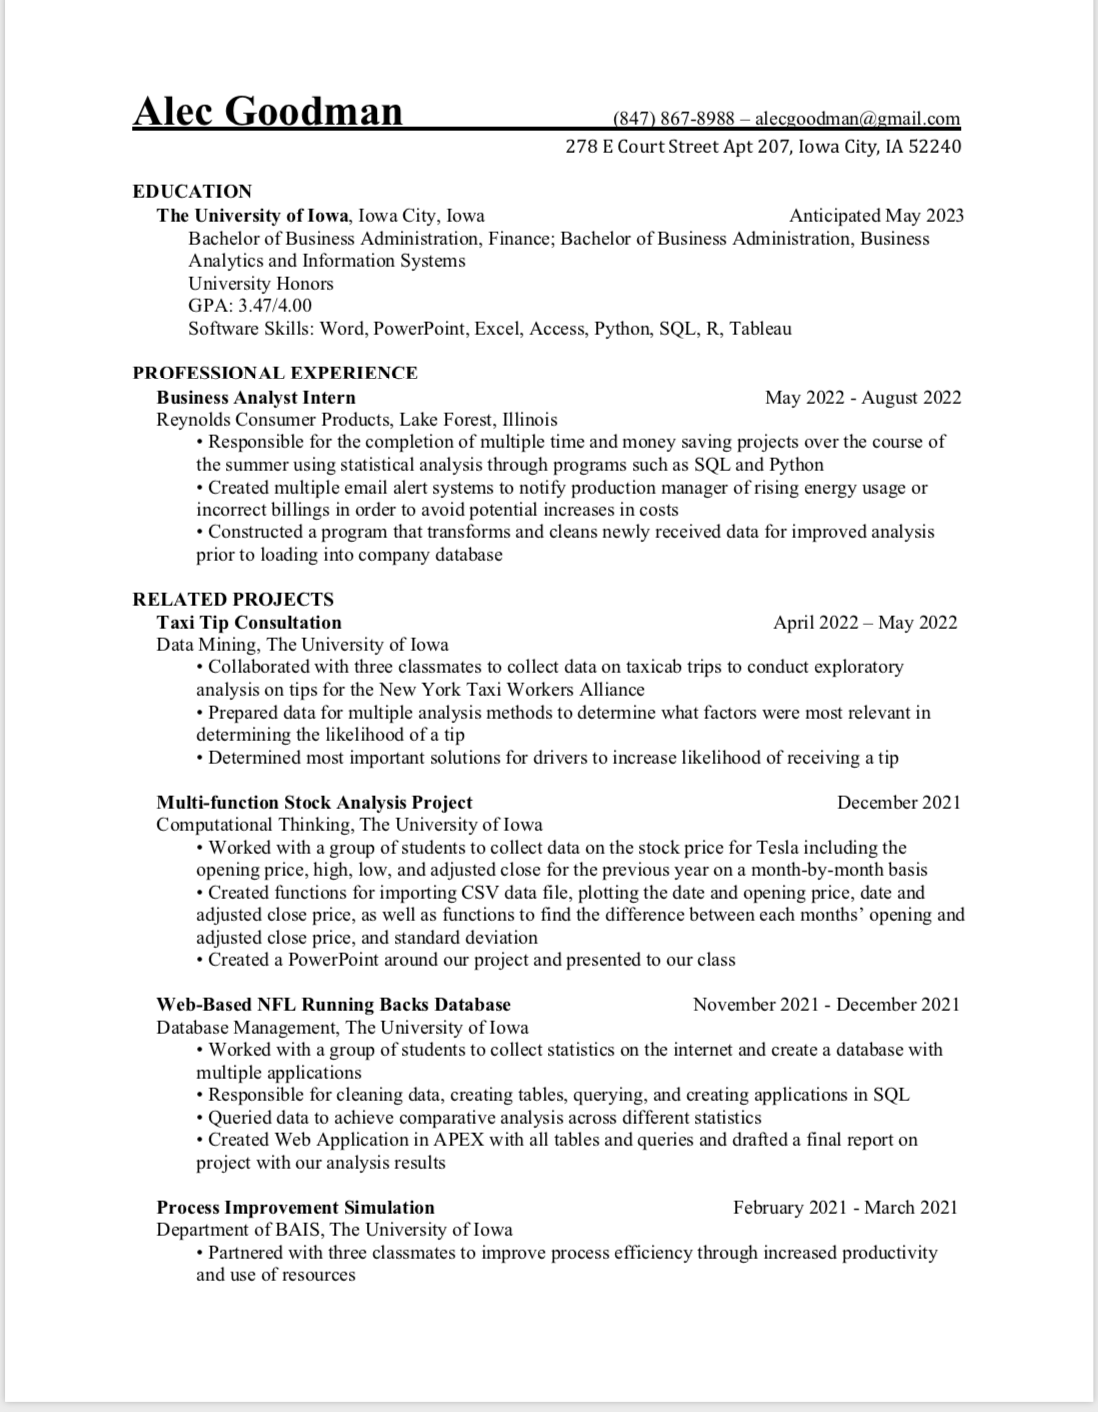 Alec Goodman (847) 867-8988 – alecgoodman@gmail.com
278 E Court Street Apt 207, Iowa City, IA 52240
EDUCATION
The University of Iowa, Iowa City, Iowa Anticipated May 2023
Bachelor of Business Administration, Finance; Bachelor of Business Administration, Business
Analytics and Information Systems
University Honors
GPA: 3.47/4.00
Software Skills: Word, PowerPoint, Excel, Access, Python, SQL, R, Tableau
PROFESSIONAL EXPERIENCE
Business Analyst Intern May 2022 - August 2022
Reynolds Consumer Products, Lake Forest, Illinois
• Responsible for the completion of multiple time and money saving projects over the course of
the summer using statistical analysis through programs such as SQL and Python
• Created multiple email alert systems to notify production manager of rising energy usage or
incorrect billings in order to avoid potential increases in costs
• Constructed a program that transforms and cleans newly received data for improved analysis
prior to loading into company database
RELATED PROJECTS
Taxi Tip Consultation April 2022 – May 2022
Data Mining, The University of Iowa
• Collaborated with three classmates to collect data on taxicab trips to conduct exploratory
analysis on tips for the New York Taxi Workers Alliance
• Prepared data for multiple analysis methods to determine what factors were most relevant in
determining the likelihood of a tip
• Determined most important solutions for drivers to increase likelihood of receiving a tip
Multi-function Stock Analysis Project December 2021
Computational Thinking, The University of Iowa
• Worked with a group of students to collect data on the stock price for Tesla including the
opening price, high, low, and adjusted close for the previous year on a month-by-month basis
• Created functions for importing CSV data file, plotting the date and opening price, date and
adjusted close price, as well as functions to find the difference between each months’ opening and
adjusted close price, and standard deviation
• Created a PowerPoint around our project and presented to our class
Web-Based NFL Running Backs Database November 2021 - December 2021
Database Management, The University of Iowa
• Worked with a group of students to collect statistics on the internet and create a database with
multiple applications
• Responsible for cleaning data, creating tables, querying, and creating applications in SQL
• Queried data to achieve comparative analysis across different statistics
• Created Web Application in APEX with all tables and queries and drafted a final report on
project with our analysis results
Process Improvement Simulation February 2021 - March 2021
Department of BAIS, The University of Iowa
• Partnered with three classmates to improve process efficiency through increased productivity
and use of resources